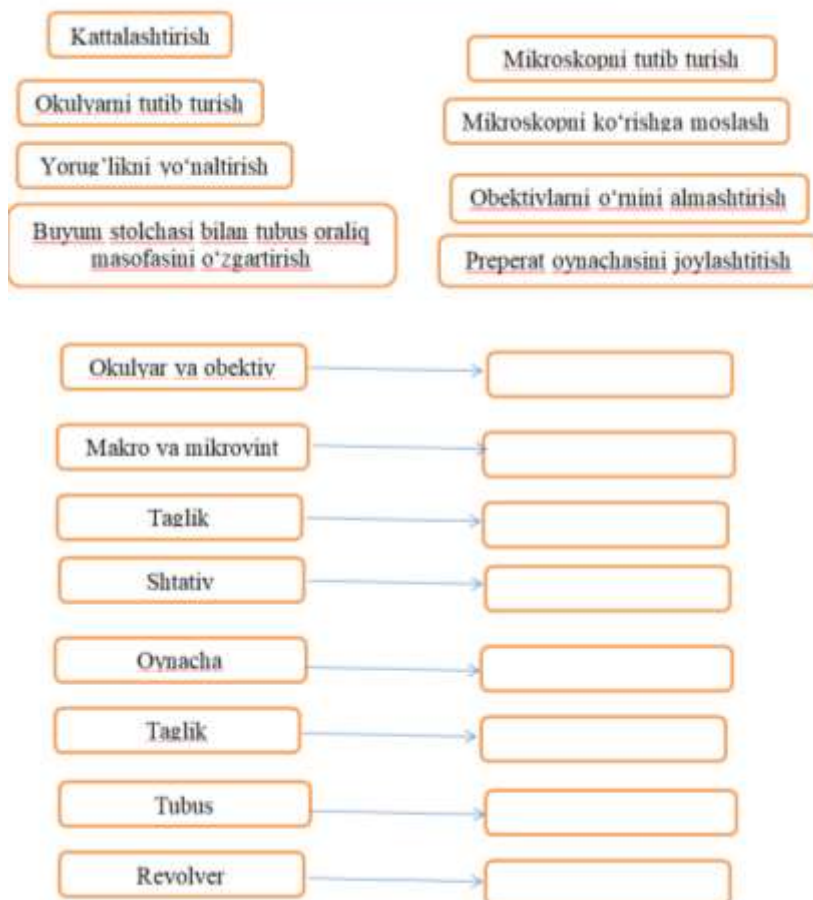 Kattalashtirish
Okulyarni tutib turish
Yorug‘likni yo‘naltirish
Buyum stolchasi bilan tubus oraliq
masofasini o‘zgartirish
Mikroskopni tutib turish
Mikroskopni ko‘rishga moslash
Obektivlarni o‘rnini almashtirish
Preperat oynachasini joylashtitish
Okulyar va obektiv
Makro va mikrovint
Taglik
Shtativ
Oynacha
Taglik
Tubus
Revolver